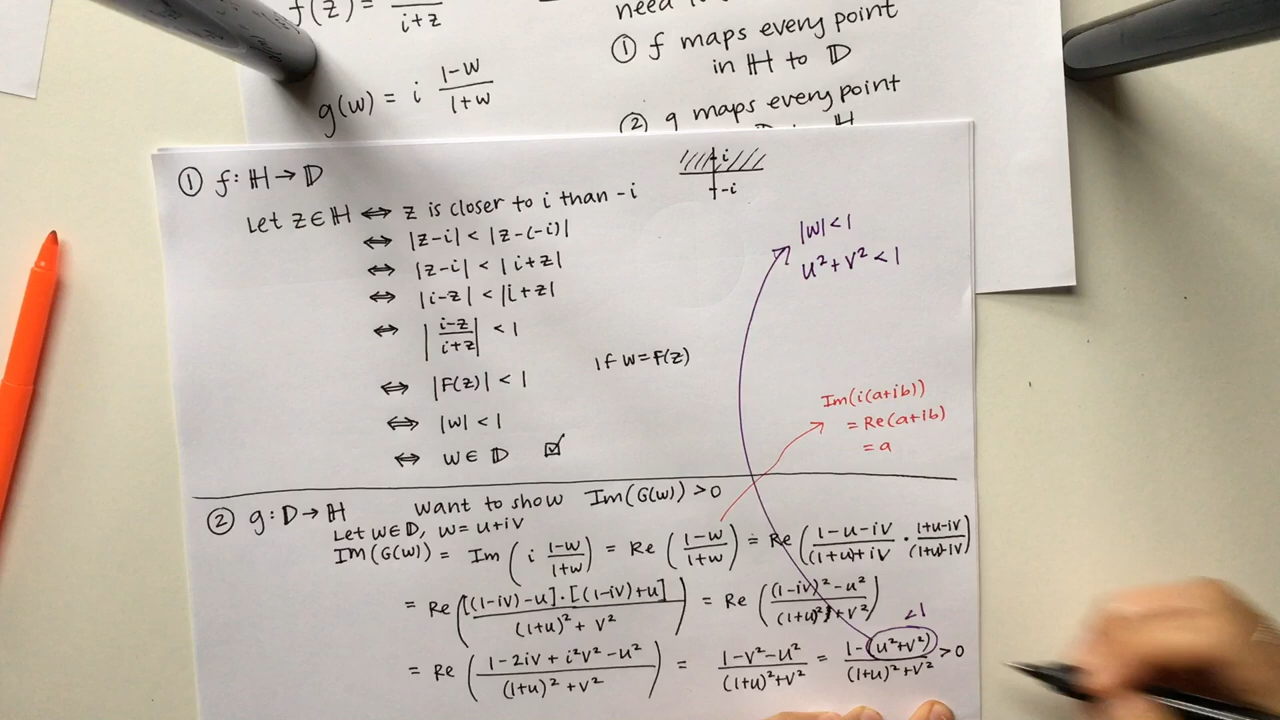 f(z) =
i+z
need
① f maps every point
in ℍ to 𝔻
g(w) = i (1-w)/(1+w)
② g maps every point
ℍ
① f: ℍ → 𝔻
i
-i
Let z ∈ ℍ ⇔ z is closer to i than -i
⇔ |z-i| < |z-(-i)|
⇔ |z-i| < |i+z|
⇔ |i-z| < |i+z|
⇔ |(i-z)/(i+z)| < 1
⇔ |F(z)| < 1
If w = F(z)
⇔ |w| < 1
⇔ w ∈ 𝔻 ☑
|w| < 1
u² + v² < 1
Im(i(a+ib))
= Re(a+ib)
= a
② g: D → ℍ want to show Im(G(w)) > 0
Let w ∈ D, w = u+iv
Im(G(w)) = Im(i (1-w)/(1+w)) = Re((1-w)/(1+w)) = Re((1-u-iv)/((1+u)+iv) · (1+u-iv)/((1+u)-iv))
= Re([(1-iv)-u]·[(1-iv)+u]/((1+u)²+v²)) = Re(((1-iv)²-u²)/((1+u)²+v²))
<1
= Re((1-2iv+i²v²-u²)/((1+u)²+v²)) = (1-v²-u²)/((1+u)²+v²) = (1-(u²+v²))/((1+u)²+v²) > 0